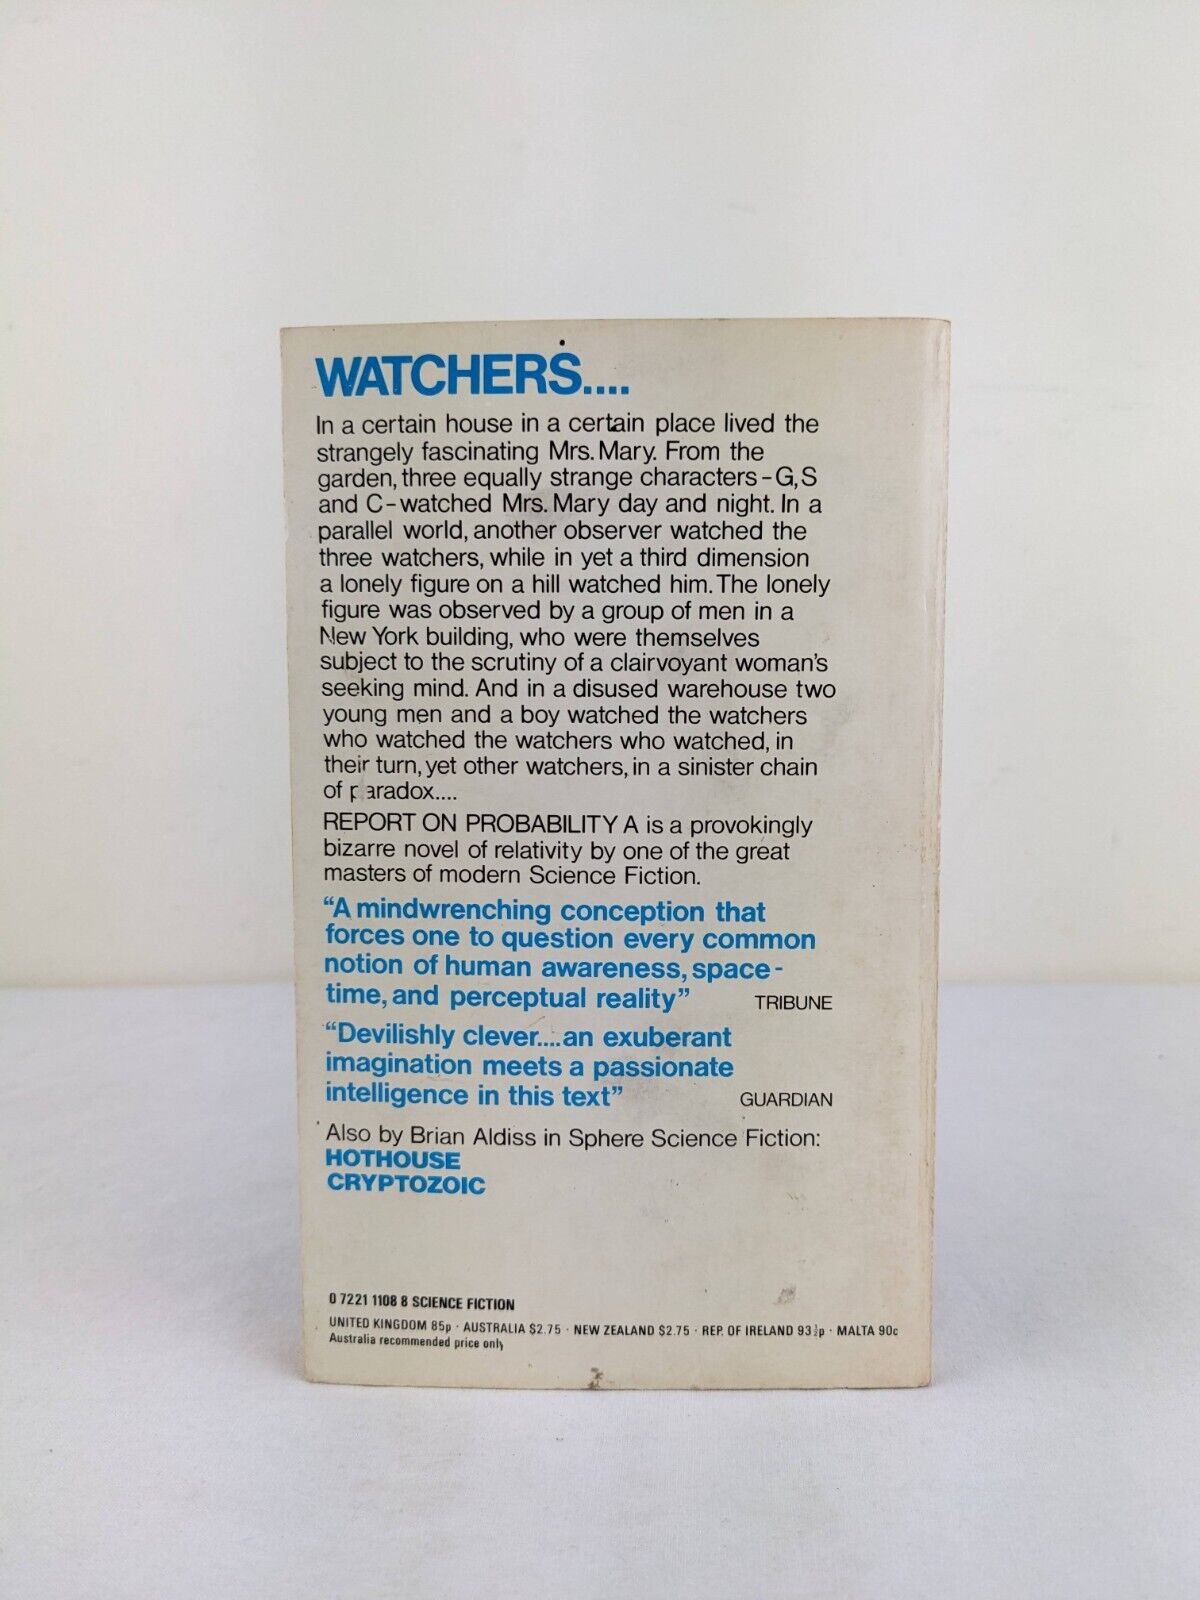 WATCHERS....
In a certain house in a certain place lived the
strangely fascinating Mrs. Mary. From the
garden, three equally strange characters – G, S
and C – watched Mrs. Mary day and night. In a
parallel world, another observer watched the
three watchers, while in yet a third dimension
a lonely figure on a hill watched him. The lonely
figure was observed by a group of men in a
New York building, who were themselves
subject to the scrutiny of a clairvoyant woman's
seeking mind. And in a disused warehouse two
young men and a boy watched the watchers
who watched the watchers who watched, in
their turn, yet other watchers, in a sinister chain
of paradox....
REPORT ON PROBABILITY A is a provokingly
bizarre novel of relativity by one of the great
masters of modern Science Fiction.
“A mindwrenching conception that
forces one to question every common
notion of human awareness, space-
time, and perceptual reality” TRIBUNE
“Devilishly clever....an exuberant
imagination meets a passionate
intelligence in this text” GUARDIAN
Also by Brian Aldiss in Sphere Science Fiction:
HOTHOUSE
CRYPTOZOIC
0 7221 1108 8 SCIENCE FICTION
UNITED KINGDOM 85p · AUSTRALIA $2.75 · NEW ZEALAND $2.75 · REP. OF IRELAND 93½p · MALTA 90c
Australia recommended price only